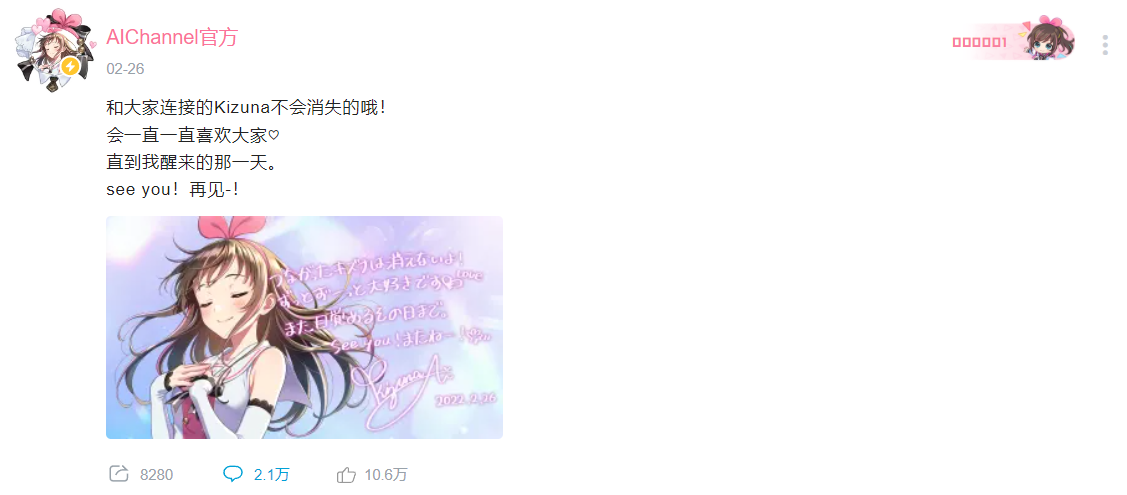 AIChannel官方
000001
02-26
和大家连接的Kizuna不会消失的哦！
会一直一直喜欢大家♡
直到我醒来的那一天。
see you！再见-！
つながったキズナは消えないよ！
ずっとずーっと大好きです♡Love
また、目覚めるその日まで。
See you！またねー！
Kizuna Ai
2022.2.26
8280
2.1万
10.6万